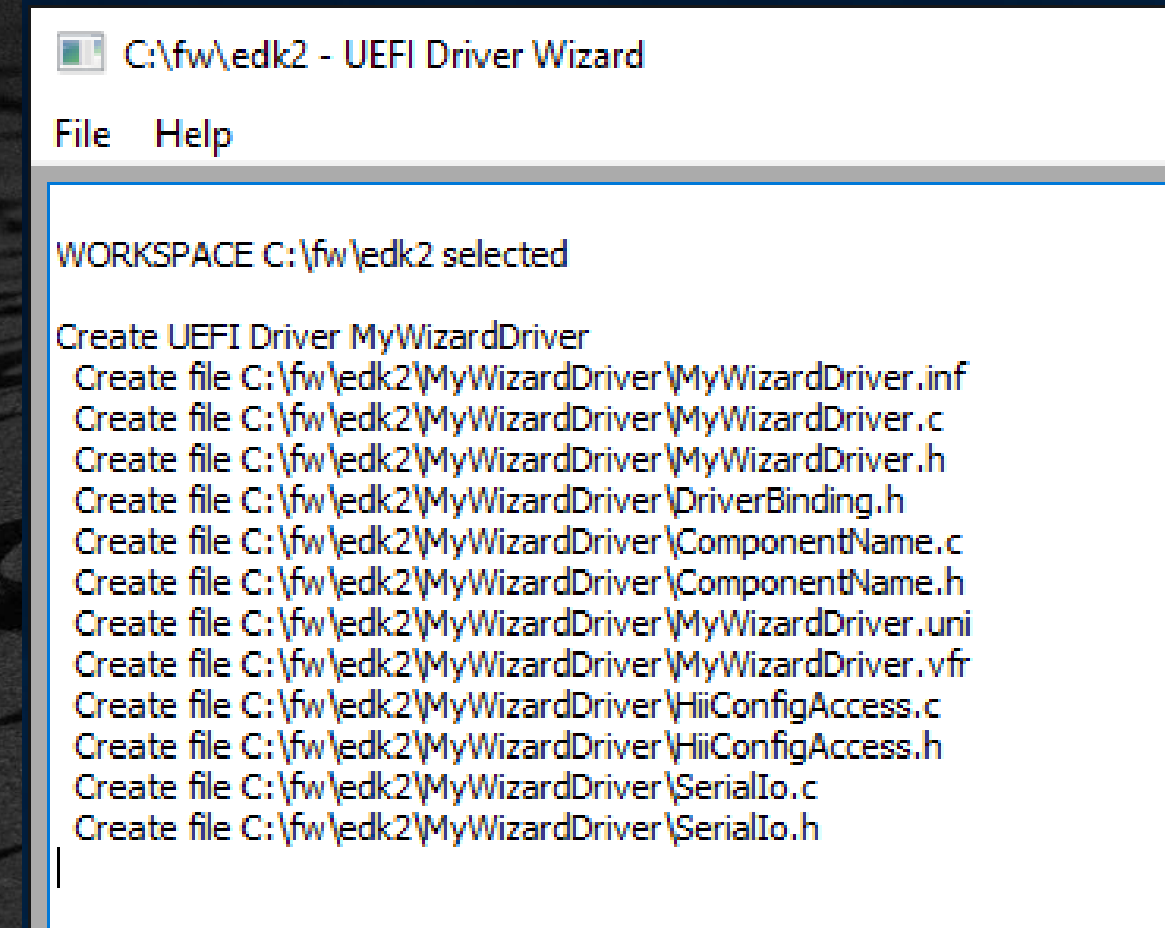 C:\fw\edk2 - UEFI Driver Wizard
File Help
WORKSPACE C:\fw\edk2 selected
Create UEFI Driver MyWizardDriver
Create file C:\fw\edk2\MyWizardDriver\MyWizardDriver.inf
Create file C:\fw\edk2\MyWizardDriver\MyWizardDriver.c
Create file C:\fw\edk2\MyWizardDriver\MyWizardDriver.h
Create file C:\fw\edk2\MyWizardDriver\DriverBinding.h
Create file C:\fw\edk2\MyWizardDriver\ComponentName.c
Create file C:\fw\edk2\MyWizardDriver\ComponentName.h
Create file C:\fw\edk2\MyWizardDriver\MyWizardDriver.uni
Create file C:\fw\edk2\MyWizardDriver\MyWizardDriver.vfr
Create file C:\fw\edk2\MyWizardDriver\HiiConfigAccess.c
Create file C:\fw\edk2\MyWizardDriver\HiiConfigAccess.h
Create file C:\fw\edk2\MyWizardDriver\SerialIo.c
Create file C:\fw\edk2\MyWizardDriver\SerialIo.h